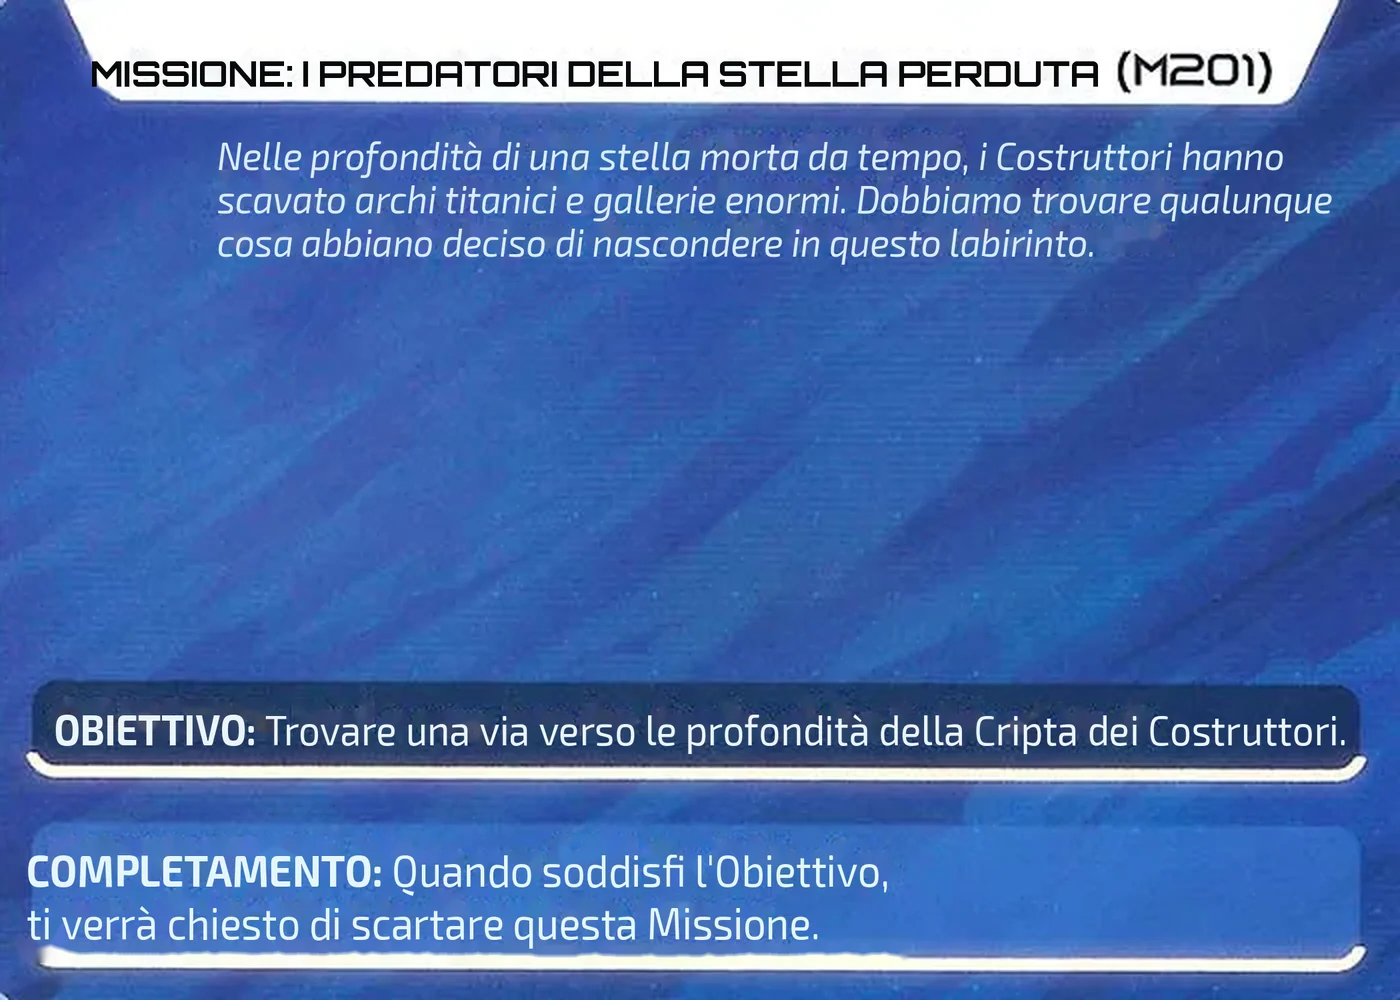 MISSIONE: I PREDATORI DELLA STELLA PERDUTA (M201)
Nelle profondità di una stella morta da tempo, i Costruttori hanno
scavato archi titanici e gallerie enormi. Dobbiamo trovare qualunque
cosa abbiano deciso di nascondere in questo labirinto.
OBIETTIVO: Trovare una via verso le profondità della Cripta dei Costruttori.
COMPLETAMENTO: Quando soddisfi l'Obiettivo,
ti verrà chiesto di scartare questa Missione.